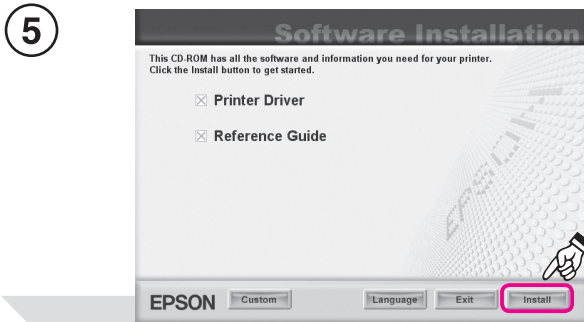 5
Software Installation
This CD-ROM has all the software and information you need for your printer.
Click the Install button to get started.
Printer Driver
Reference Guide
EPSON
EPSON Custom Language Exit Install